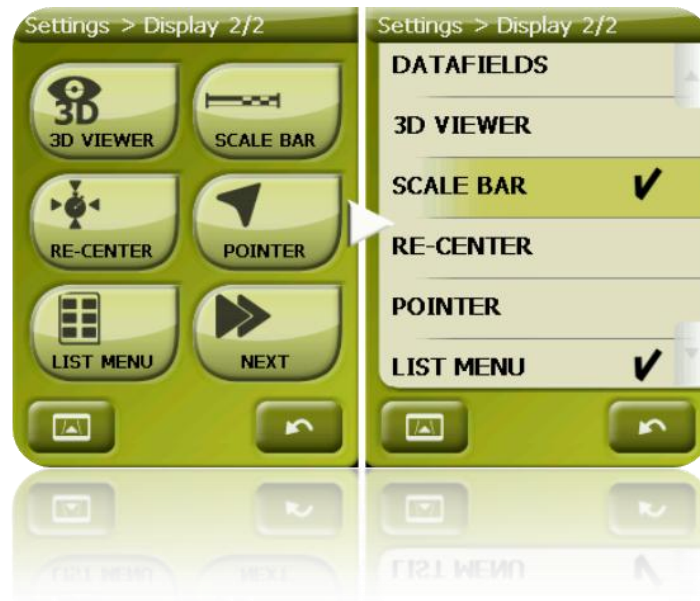 Settings > Display 2/2
3D
3D VIEWER
SCALE BAR
RE-CENTER
POINTER
LIST MENU
NEXT
Settings > Display 2/2
DATAFIELDS
3D VIEWER
SCALE BAR
RE-CENTER
POINTER
LIST MENU